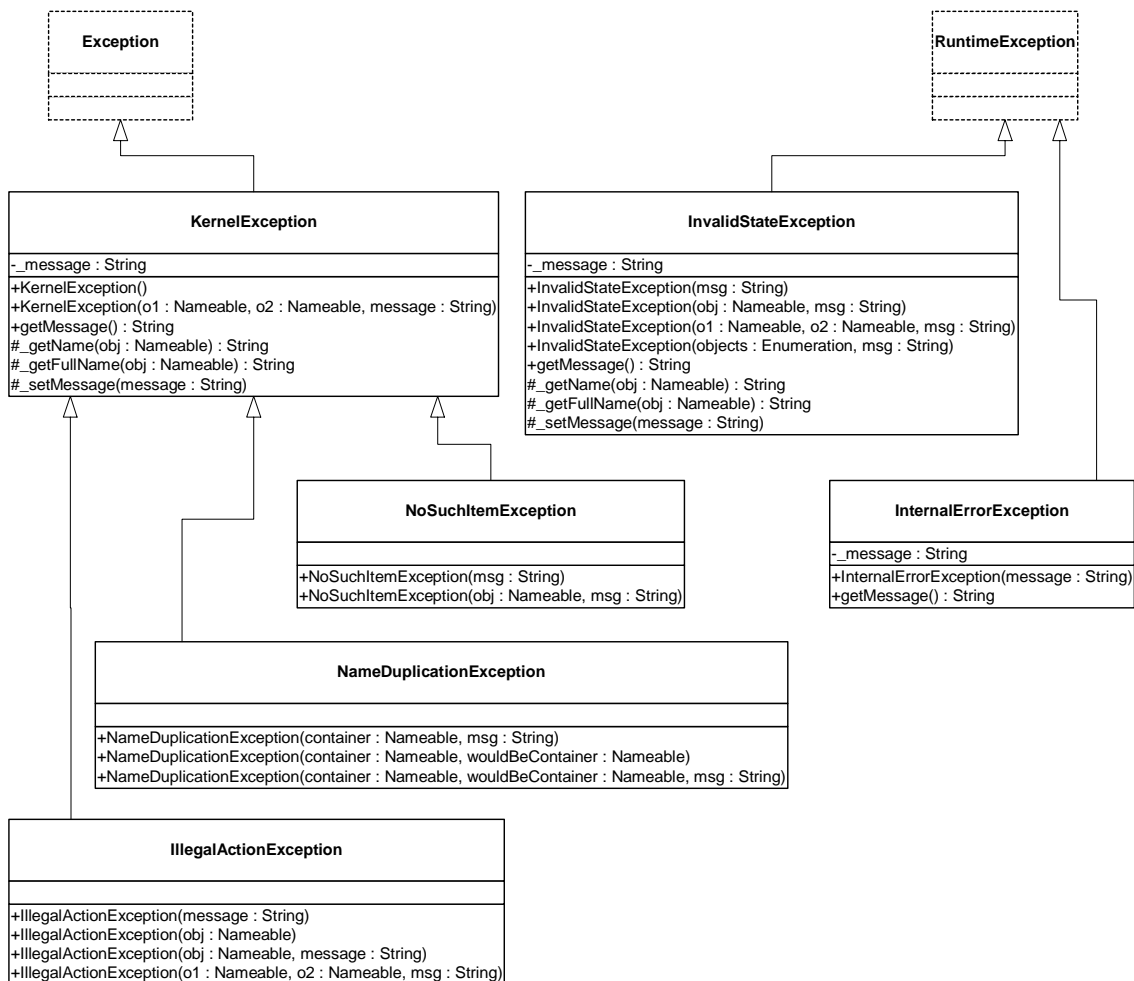 Exception
RuntimeException
KernelException
-_message : String
+KernelException()
+KernelException(o1 : Nameable, o2 : Nameable, message : String)
+getMessage() : String
#_getName(obj : Nameable) : String
#_getFullName(obj : Nameable) : String
#_setMessage(message : String)
InvalidStateException
-_message : String
+InvalidStateException(msg : String)
+InvalidStateException(obj : Nameable, msg : String)
+InvalidStateException(o1 : Nameable, o2 : Nameable, msg : String)
+InvalidStateException(objects : Enumeration, msg : String)
+getMessage() : String
#_getName(obj : Nameable) : String
#_getFullName(obj : Nameable) : String
#_setMessage(message : String)
NoSuchItemException
+NoSuchItemException(msg : String)
+NoSuchItemException(obj : Nameable, msg : String)
InternalErrorException
-_message : String
+InternalErrorException(message : String)
+getMessage() : String
NameDuplicationException
+NameDuplicationException(container : Nameable, msg : String)
+NameDuplicationException(container : Nameable, wouldBeContainer : Nameable)
+NameDuplicationException(container : Nameable, wouldBeContainer : Nameable, msg : String)
IllegalActionException
+IllegalActionException(message : String)
+IllegalActionException(obj : Nameable)
+IllegalActionException(obj : Nameable, message : String)
+IllegalActionException(o1 : Nameable, o2 : Nameable, msg : String)